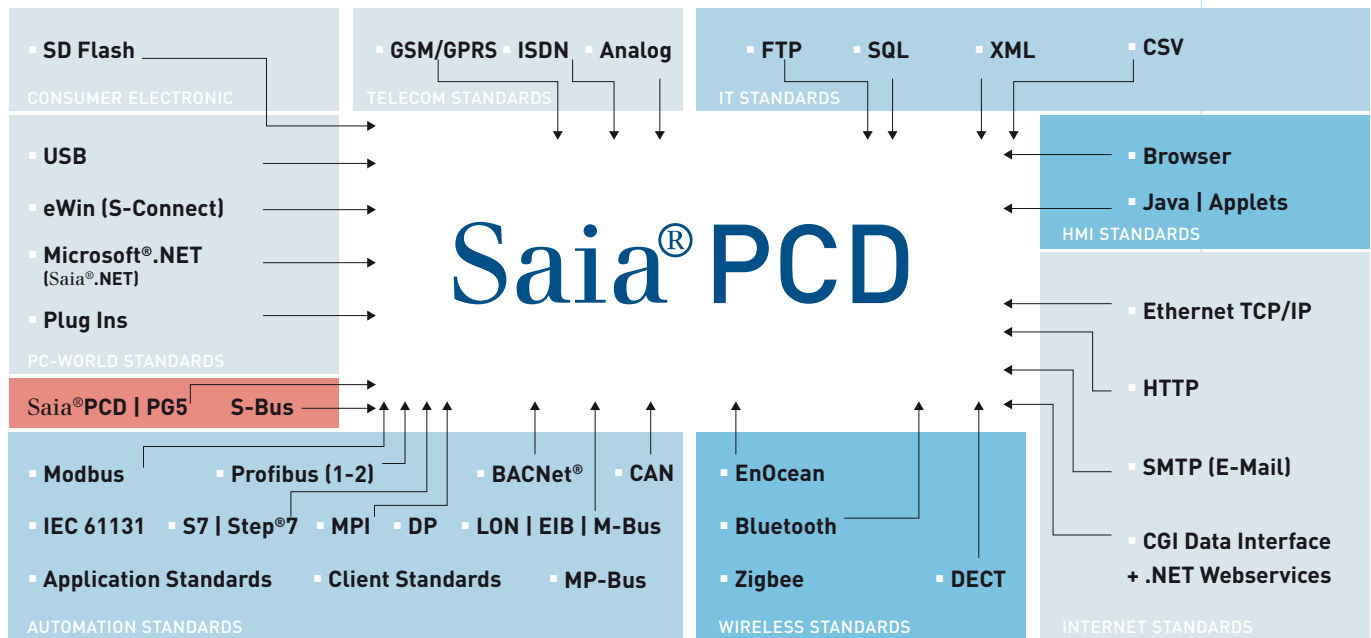 SD Flash
CONSUMER ELECTRONIC
GSM/GPRS ISDN Analog
TELECOM STANDARDS
FTP SQL XML CSV
IT STANDARDS
USB
eWin (S-Connect)
Microsoft®.NET
(Saia®.NET)
Plug Ins
PC-WORLD STANDARDS
Saia® PCD
Browser
Java | Applets
HMI STANDARDS
Saia®PCD | PG5 S-Bus
Modbus Profibus (1-2) BACNet® CAN
IEC 61131 S7 | Step®7 MPI DP LON | EIB | M-Bus
Application Standards Client Standards MP-Bus
AUTOMATION STANDARDS
EnOcean
Bluetooth
Zigbee DECT
WIRELESS STANDARDS
Ethernet TCP/IP
HTTP
SMTP (E-Mail)
CGI Data Interface
+ .NET Webservices
INTERNET STANDARDS